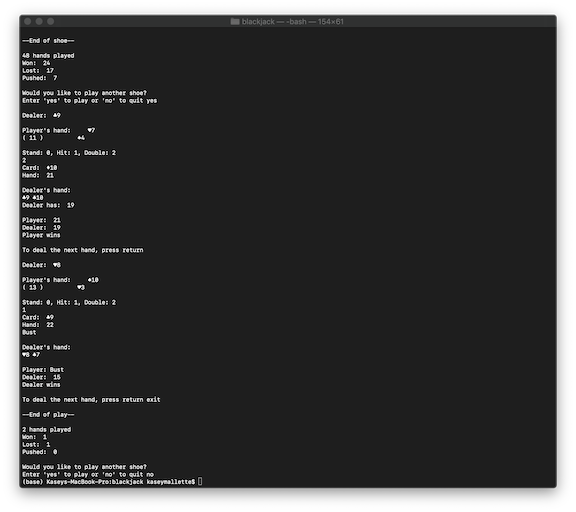 blackjack — -bash — 154×61
--End of shoe--
48 hands played
Won: 24
Lost: 17
Pushed: 7
Would you like to play another shoe?
Enter 'yes' to play or 'no' to quit yes
Dealer: ♣9
Player's hand: ♥7
( 11 ) ♠4
Stand: 0, Hit: 1, Double: 2
2
Card: ♦10
Hand: 21
Dealer's hand:
♣9 ♣10
Dealer has: 19
Player: 21
Dealer: 19
Player wins
To deal the next hand, press return
Dealer: ♥8
Player's hand: ♦10
( 13 ) ♥3
Stand: 0, Hit: 1, Double: 2
1
Card: ♣9
Hand: 22
Bust
Dealer's hand:
♥8 ♣7
Player: Bust
Dealer: 15
Dealer wins
To deal the next hand, press return exit
--End of play--
2 hands played
Won: 1
Lost: 1
Pushed: 0
Would you like to play another shoe?
Enter 'yes' to play or 'no' to quit no
(base) Kaseys-MacBook-Pro:blackjack kaseymallette$